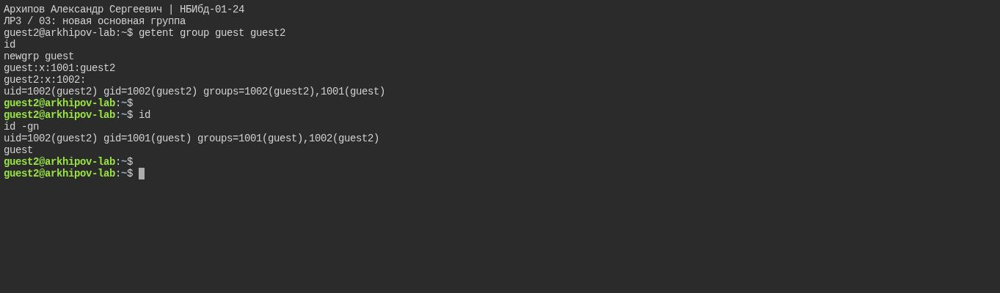 Архипов Александр Сергеевич | НБИбд-01-24
ЛР3 / 03: новая основная группа
guest2@arkhipov-lab:~$ getent group guest guest2
id
newgrp guest
guest:x:1001:guest2
guest2:x:1002:
uid=1002(guest2) gid=1002(guest2) groups=1002(guest2),1001(guest)
guest2@arkhipov-lab:~$
guest2@arkhipov-lab:~$ id
id -gn
uid=1002(guest2) gid=1001(guest) groups=1001(guest),1002(guest2)
guest
guest2@arkhipov-lab:~$
guest2@arkhipov-lab:~$